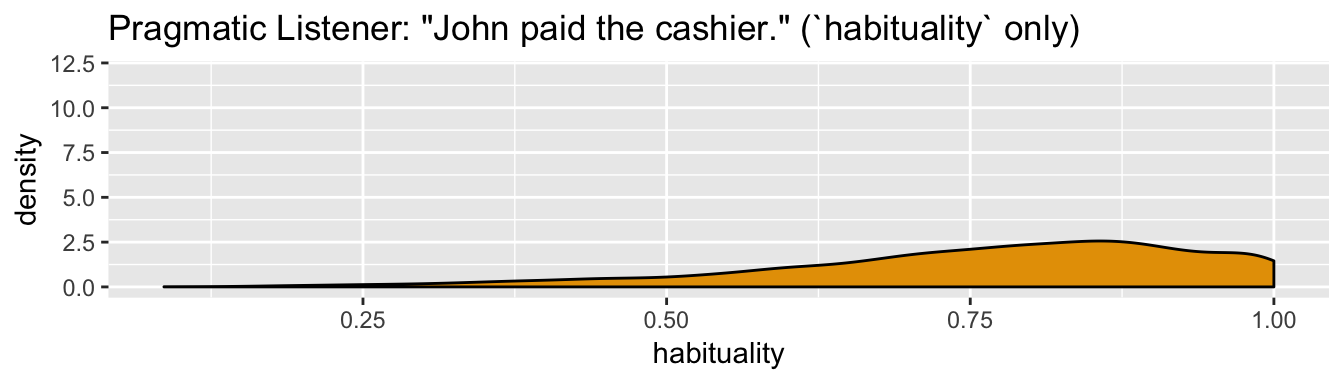 Pragmatic Listener: "John paid the cashier." (`habituality` only)
12.5
10.0
7.5
5.0
2.5
0.0
density
0.25 0.50 0.75 1.00
habituality